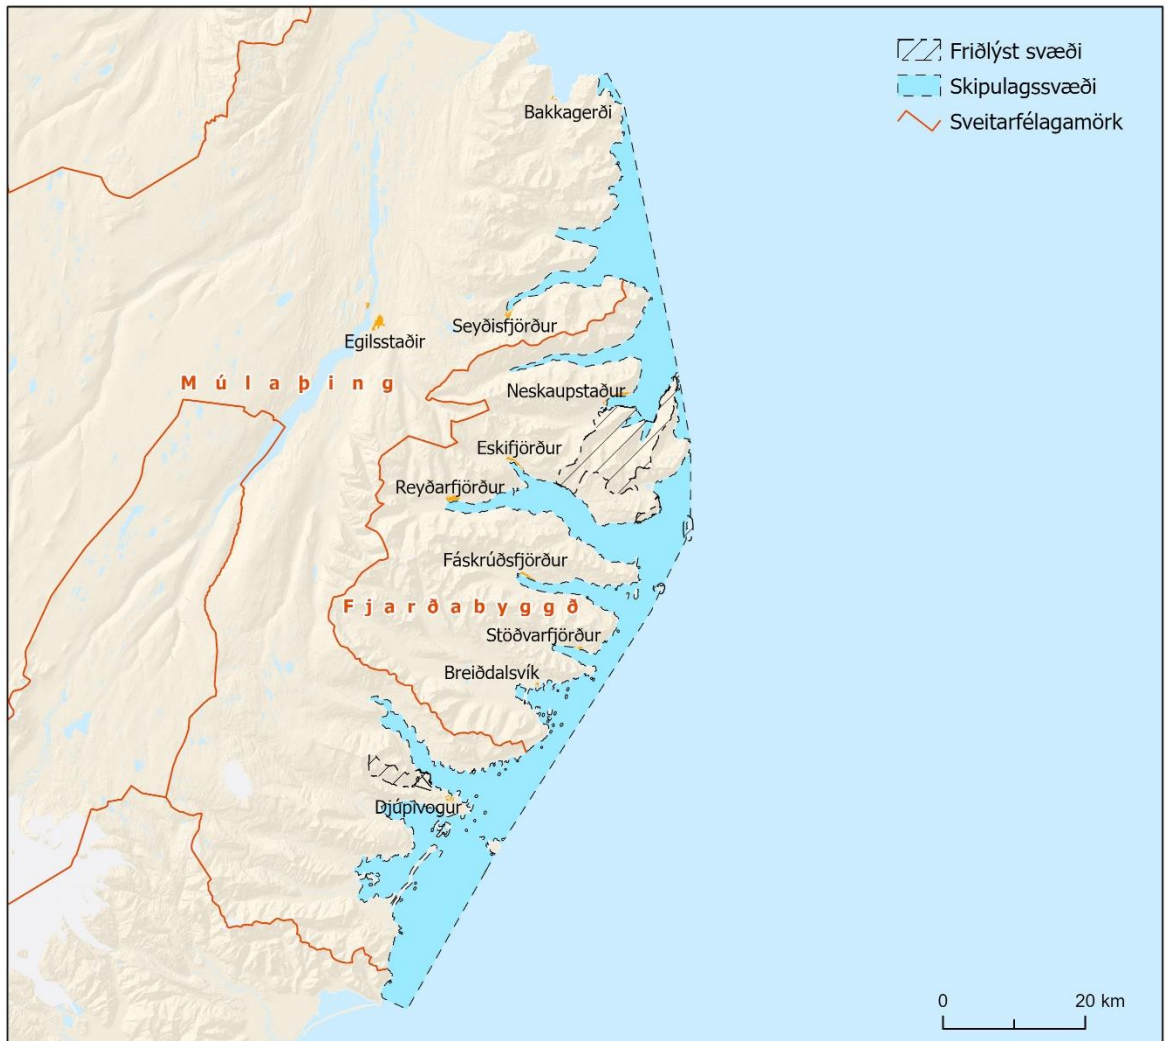 Friðlýst svæði
Skipulagssvæði
Sveitarfélagamörk
Bakkagerði
Seyðisfjörður
Egilsstaðir
Múlaþing
Neskaupstaður
Eskifjörður
Reyðarfjörður
Fáskrúðsfjörður
Fjarðabyggð
Stöðvarfjörður
Breiðdalsvík
Djúpivogur
0 20 km